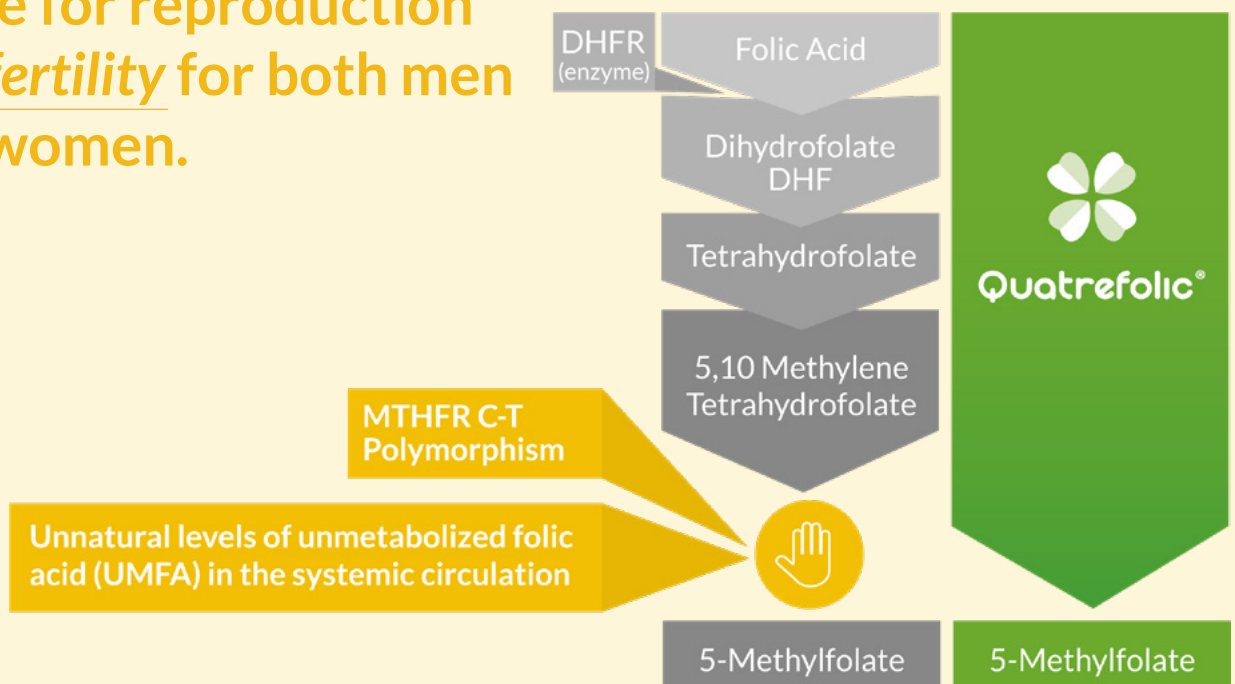 e for reproduction
fertility for both men
women.
DHFR
(enzyme)
Folic Acid
Dihydrofolate
DHF
Tetrahydrofolate
5,10 Methylene
Tetrahydrofolate
Quatrefolic®
MTHFR C-T
Polymorphism
Unnatural levels of unmetabolized folic
acid (UMFA) in the systemic circulation
5-Methylfolate
5-Methylfolate